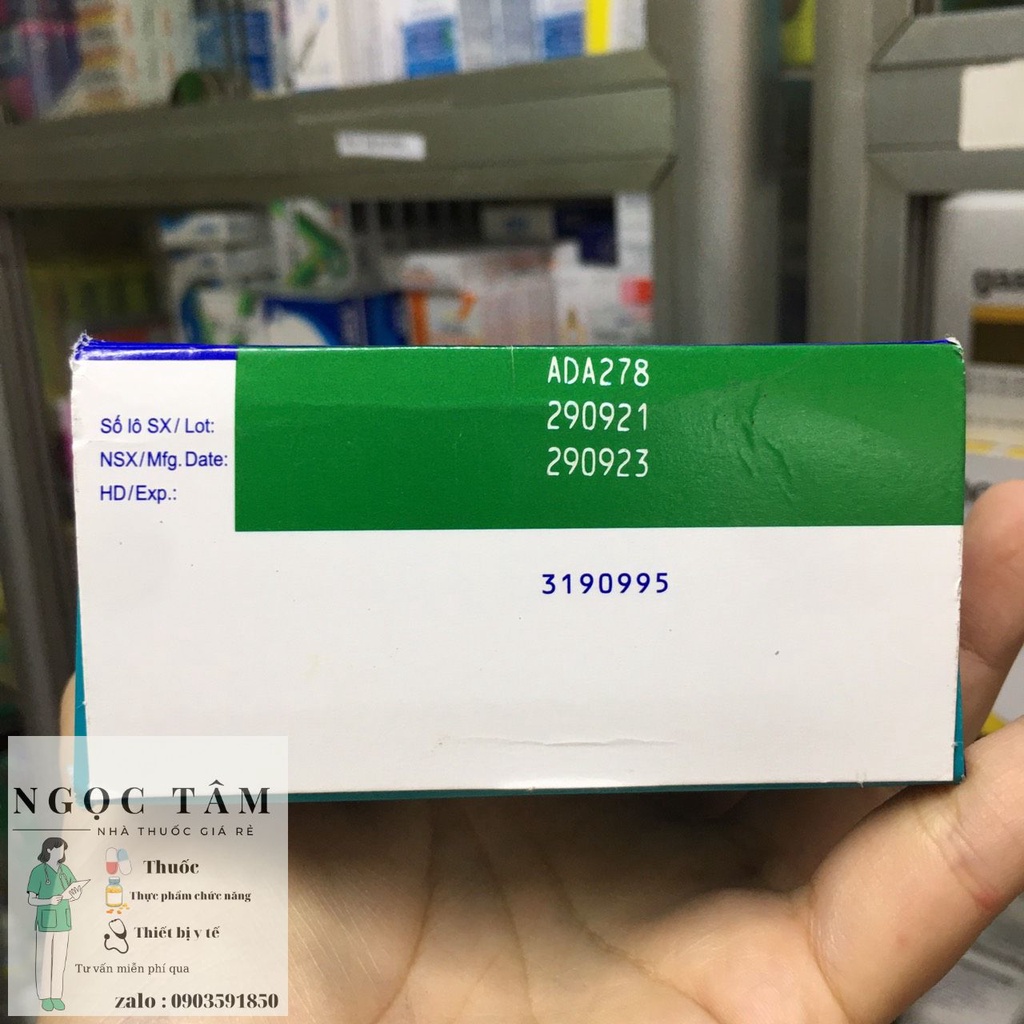 ADA278
Số lô SX/ Lot:
290921
NSX/Mfg. Date:
290923
HD/Exp.:
3190995
NGỌC TÂM
NHÀ THUỐC GIÁ RẺ
Thuốc
Thực phẩm chức năng
Thiết bị y tế
Tư vấn miễn phí qua
zalo : 0903591850